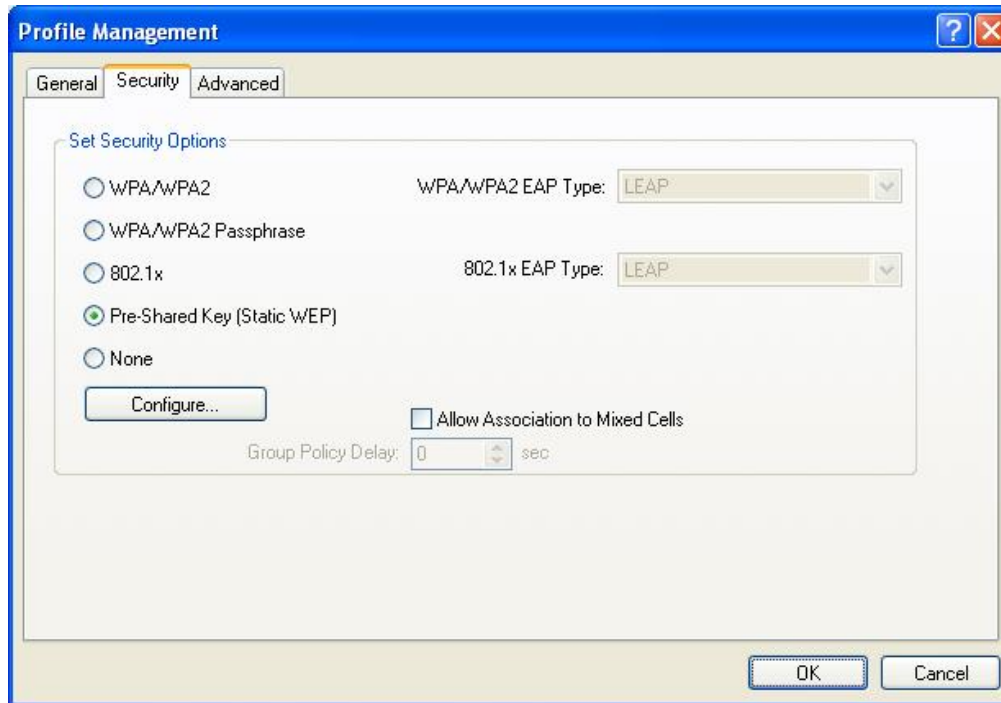 Profile Management
General Security Advanced
Set Security Options
WPA/WPA2 WPA/WPA2 EAP Type: LEAP
WPA/WPA2 Passphrase
802.1x 802.1x EAP Type: LEAP
Pre-Shared Key (Static WEP)
None
Configure...
Allow Association to Mixed Cells
Group Policy Delay: 0 sec
OK Cancel